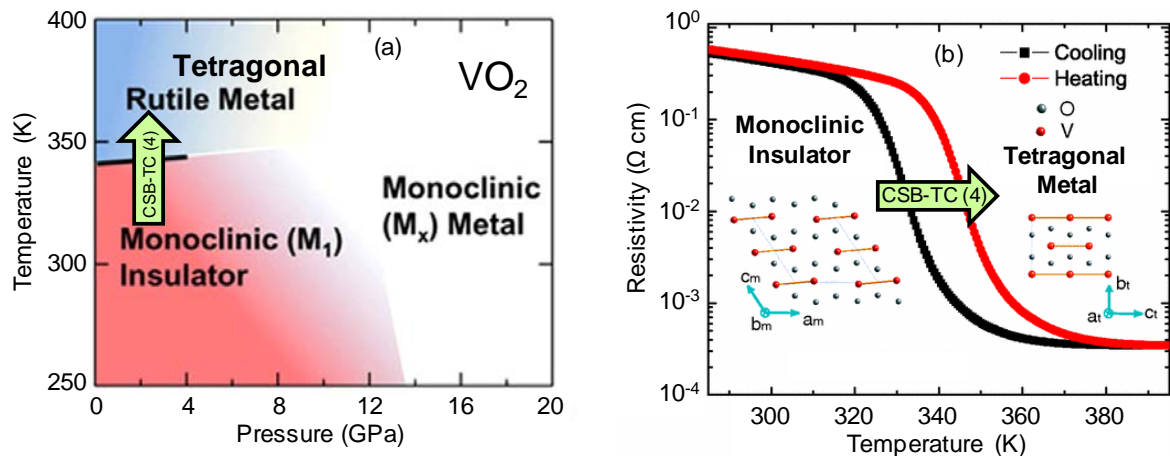 400
350
300
250
Temperature (K)
0
4
8
12
16
20
Pressure (GPa)
(a)
VO2
Tetragonal
Rutile Metal
CSB-TC (4)
Monoclinic (M1)
Insulator
Monoclinic
(Mx) Metal
10^0
10^-1
10^-2
10^-3
10^-4
Resistivity (Ω cm)
300
320
340
360
380
Temperature (K)
(b)
Cooling
Heating
O
V
Monoclinic
Insulator
Tetragonal
Metal
CSB-TC (4)
cm
bm
am
bt
at
ct